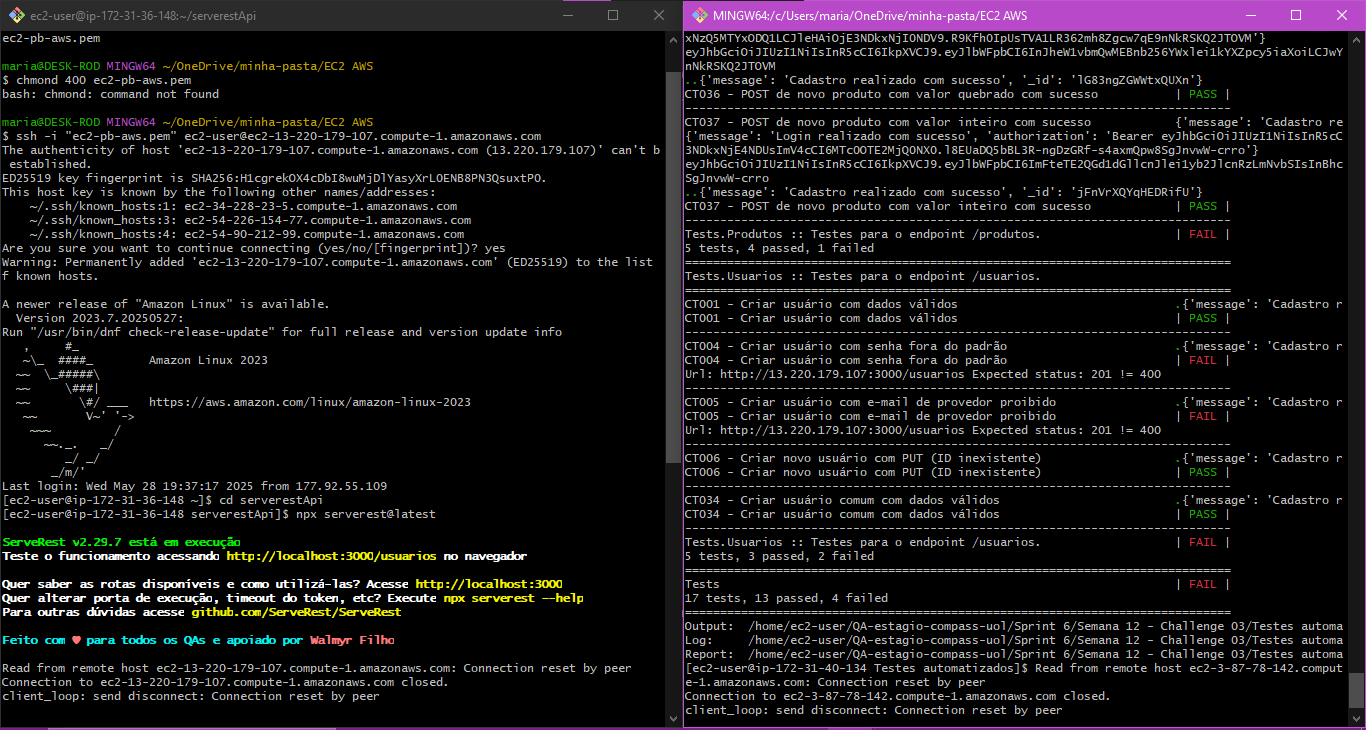 ec2-user@ip-172-31-36-148:~/serverestApi
ec2-pb-aws.pem
maria@DESK-ROD MINGW64 ~/OneDrive/minha-pasta/EC2 AWS
$ chmond 400 ec2-pb-aws.pem
bash: chmond: command not found
maria@DESK-ROD MINGW64 ~/OneDrive/minha-pasta/EC2 AWS
$ ssh -i "ec2-pb-aws.pem" ec2-user@ec2-13-220-179-107.compute-1.amazonaws.com
The authenticity of host 'ec2-13-220-179-107.compute-1.amazonaws.com (13.220.179.107)' can't b
e established.
ED25519 key fingerprint is
This host key is known by the following other names/addresses:
~/.ssh/known_hosts:1: ec2-34-228-23-5.compute-1.amazonaws.com
~/.ssh/known_hosts:3: ec2-54-226-154-77.compute-1.amazonaws.com
~/.ssh/known_hosts:4: ec2-54-90-212-99.compute-1.amazonaws.com
Are you sure you want to continue connecting (yes/no/[fingerprint])? yes
Warning: Permanently added 'ec2-13-220-179-107.compute-1.amazonaws.com' (ED25519) to the list
f known hosts.
A newer release of "Amazon Linux" is available.
Version 2023.7.20250527:
Run "/usr/bin/dnf check-release-update" for full release and version update info
Amazon Linux 2023
https://aws.amazon.com/linux/amazon-linux-2023
Last login: Wed May 28 19:37:17 2025 from 177.92.55.109
[ec2-user@ip-172-31-36-148 ~]$ cd serverestApi
[ec2-user@ip-172-31-36-148 serverestApi]$ npx serverest@latest
ServeRest v2.29.7 está em execução
Teste o funcionamento acessando http://localhost:3000/usuarios no navegador
Quer saber as rotas disponíveis e como utilizá-las? Acesse http://localhost:3000
Quer alterar porta de execução, timeout do token, etc? Execute npx serverest --help
Para outras dúvidas acesse github.com/ServeRest/ServeRest
Feito com ♥ para todos os QAs e apoiado por Walmyr Filho
Read from remote host ec2-13-220-179-107.compute-1.amazonaws.com: Connection reset by peer
Connection to ec2-13-220-179-107.compute-1.amazonaws.com closed.
client_loop: send disconnect: Connection reset by peer
MINGW64:/c/Users/maria/OneDrive/minha-pasta/EC2 AWS
..{'message': 'Cadastro realizado com sucesso', '_id': 'lG83ngZGWWtxQUXn'}
CT036 - POST de novo produto com valor quebrado com sucesso | PASS |
CT037 - POST de novo produto com valor inteiro com sucesso {'message': 'Cadastro re
{'message': 'Login realizado com sucesso', 'authorization': 'Bearer
..{'message': 'Cadastro realizado com sucesso', '_id': 'jFnVrXQYqHEDRifU'}
CT037 - POST de novo produto com valor inteiro com sucesso | PASS |
Tests.Produtos :: Testes para o endpoint /produtos. | FAIL |
5 tests, 4 passed, 1 failed
Tests.Usuarios :: Testes para o endpoint /usuarios.
CT001 - Criar usuário com dados válidos .{'message': 'Cadastro r
CT001 - Criar usuário com dados válidos | PASS |
CT004 - Criar usuário com senha fora do padrão .{'message': 'Cadastro r
CT004 - Criar usuário com senha fora do padrão | FAIL |
Url: http://13.220.179.107:3000/usuarios Expected status: 201 != 400
CT005 - Criar usuário com e-mail de provedor proibido .{'message': 'Cadastro r
CT005 - Criar usuário com e-mail de provedor proibido | FAIL |
Url: http://13.220.179.107:3000/usuarios Expected status: 201 != 400
CT006 - Criar novo usuário com PUT (ID inexistente) .{'message': 'Cadastro r
CT006 - Criar novo usuário com PUT (ID inexistente) | PASS |
CT034 - Criar usuário comum com dados válidos .{'message': 'Cadastro r
CT034 - Criar usuário comum com dados válidos | PASS |
Tests.Usuarios :: Testes para o endpoint /usuarios. | FAIL |
5 tests, 3 passed, 2 failed
Tests | FAIL |
17 tests, 13 passed, 4 failed
Output: /home/ec2-user/QA-estagio-compass-uol/Sprint 6/Semana 12 - Challenge 03/Testes automa
Log: /home/ec2-user/QA-estagio-compass-uol/Sprint 6/Semana 12 - Challenge 03/Testes automa
Report: /home/ec2-user/QA-estagio-compass-uol/Sprint 6/Semana 12 - Challenge 03/Testes automa
[ec2-user@ip-172-31-40-134 Testes automatizados]$ Read from remote host ec2-3-87-78-142.comput
e-1.amazonaws.com: Connection reset by peer
Connection to ec2-3-87-78-142.compute-1.amazonaws.com closed.
client_loop: send disconnect: Connection reset by peer